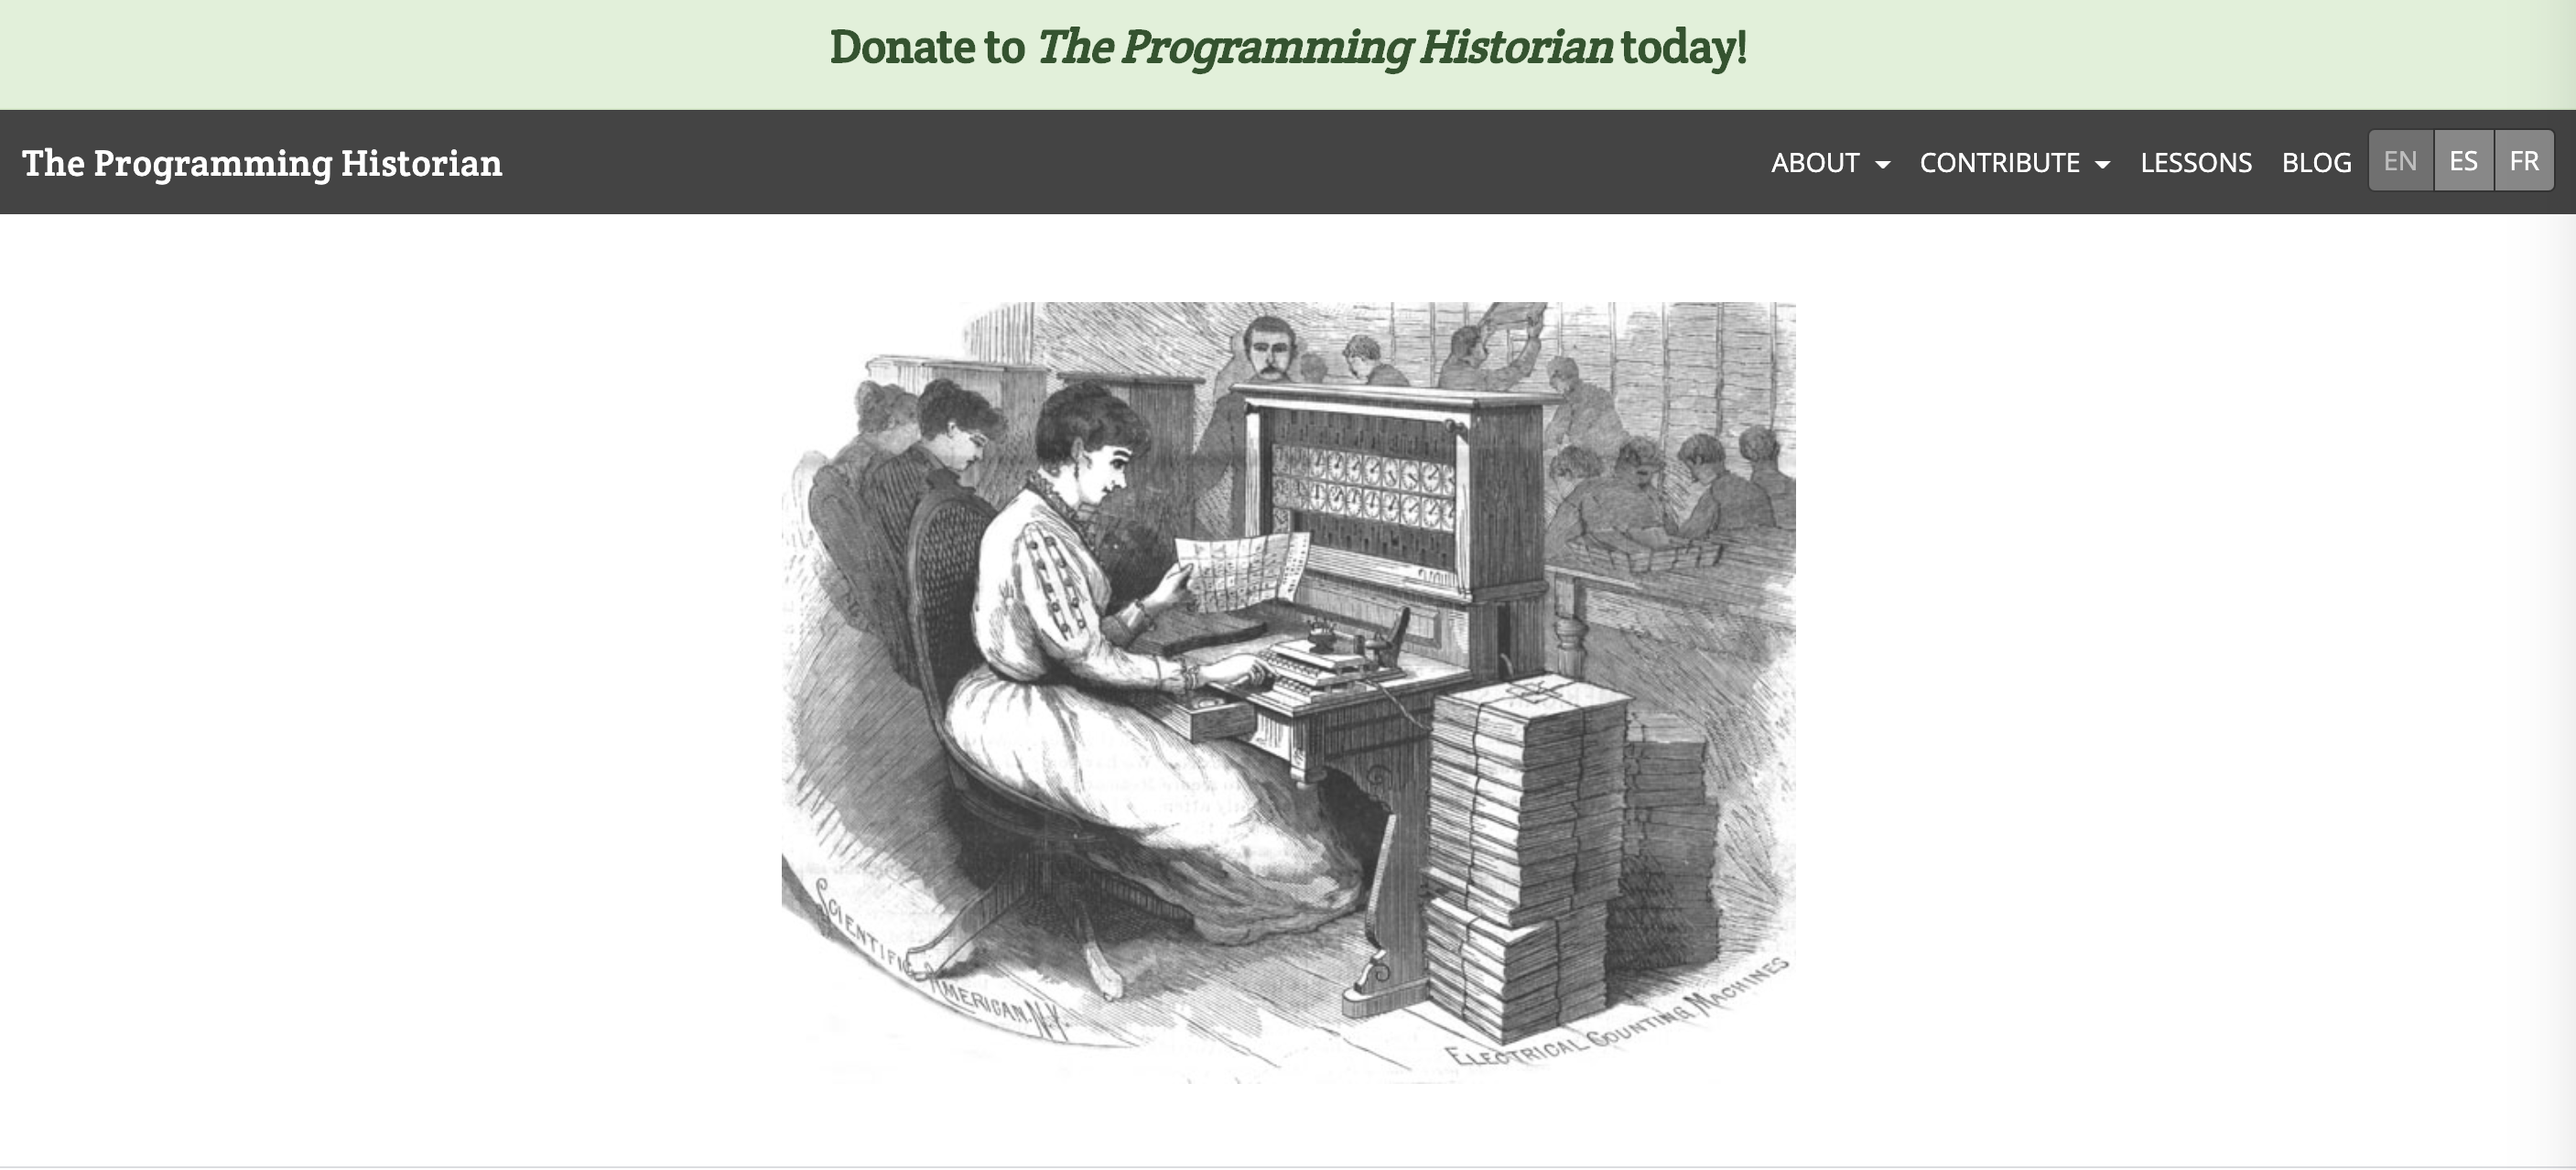 Donate to The Programming Historian today!
The Programming Historian
ABOUT CONTRIBUTE LESSONS BLOG EN ES FR
SCIENTIFIC AMERICAN. N.Y.
ELECTRICAL COUNTING MACHINES